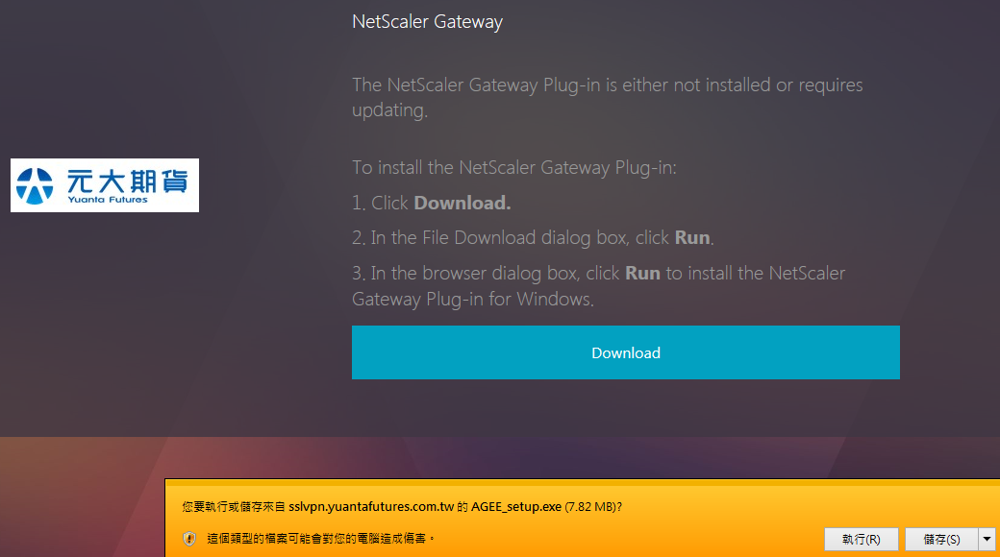 NetScaler Gateway
The NetScaler Gateway Plug-in is either not installed or requires
updating.
To install the NetScaler Gateway Plug-in:
1. Click Download.
2. In the File Download dialog box, click Run.
3. In the browser dialog box, click Run to install the NetScaler
Gateway Plug-in for Windows.
元大期貨
Yuanta Futures
Download
您要執行或儲存來自 sslvpn.yuantafutures.com.tw 的 AGEE_setup.exe (7.82 MB)?
這個類型的檔案可能會對您的電腦造成傷害。
執行(R) 儲存(S)